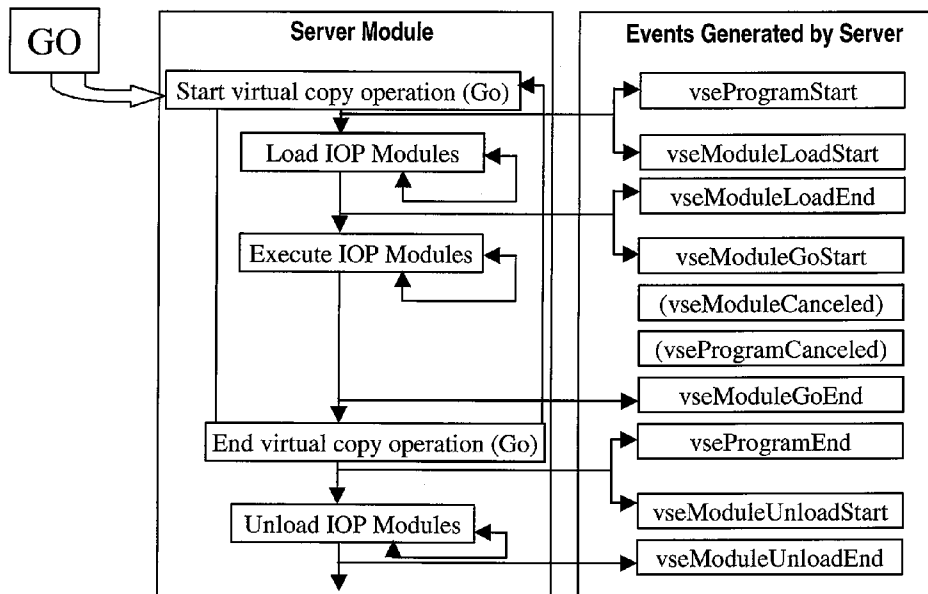 GO
Server Module
Start virtual copy operation (Go)
Load IOP Modules
Execute IOP Modules
End virtual copy operation (Go)
Unload IOP Modules
Events Generated by Server
vseProgramStart
vseModuleLoadStart
vseModuleLoadEnd
vseModuleGoStart
(vseModuleCanceled)
(vseProgramCanceled)
vseModuleGoEnd
vseProgramEnd
vseModuleUnloadStart
vseModuleUnloadEnd